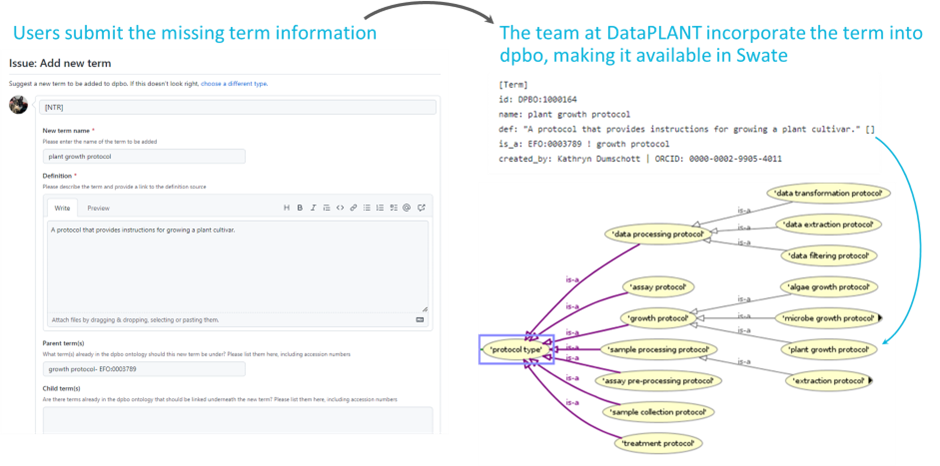 Users submit the missing term information
Issue: Add new term
Suggest a new term to be added to dpbo. If this doesn't look right, choose a different type.
[NTR]
New term name *
Please enter the name of the term to be added
plant growth protocol
Definition *
Please describe the term and provide a link to the definition source
Write Preview
A protocol that provides instructions for growing a plant cultivar.
Attach files by dragging & dropping, selecting or pasting them.
Parent term(s)
What term(s) already in the dpbo ontology should this new term be under? Please list them here, including accession numbers
growth protocol- EFO:0003789
Child term(s)
Are there terms already in the dpbo ontology that should be linked underneath the new term? Please list them here, including accession numbers
The team at DataPLANT incorporate the term into
dpbo, making it available in Swate
[Term]
id: DPBO:1000164
name: plant growth protocol
def: "A protocol that provides instructions for growing a plant cultivar." []
is_a: EFO:0003789 ! growth protocol
created_by: Kathryn Dumschott | ORCID: 0000-0002-9905-4011
'data transformation protocol'
is-a
'data extraction protocol'
is-a
'data processing protocol'
is-a
'data filtering protocol'
is-a
'assay protocol'
'algae growth protocol'
is-a
is-a
'growth protocol'
'microbe growth protocol'
is-a
is-a
'protocol type'
is-a
'sample processing protocol'
'plant growth protocol'
is-a
is-a
'assay pre-processing protocol'
'extraction protocol'
is-a
'sample collection protocol'
'treatment protocol'